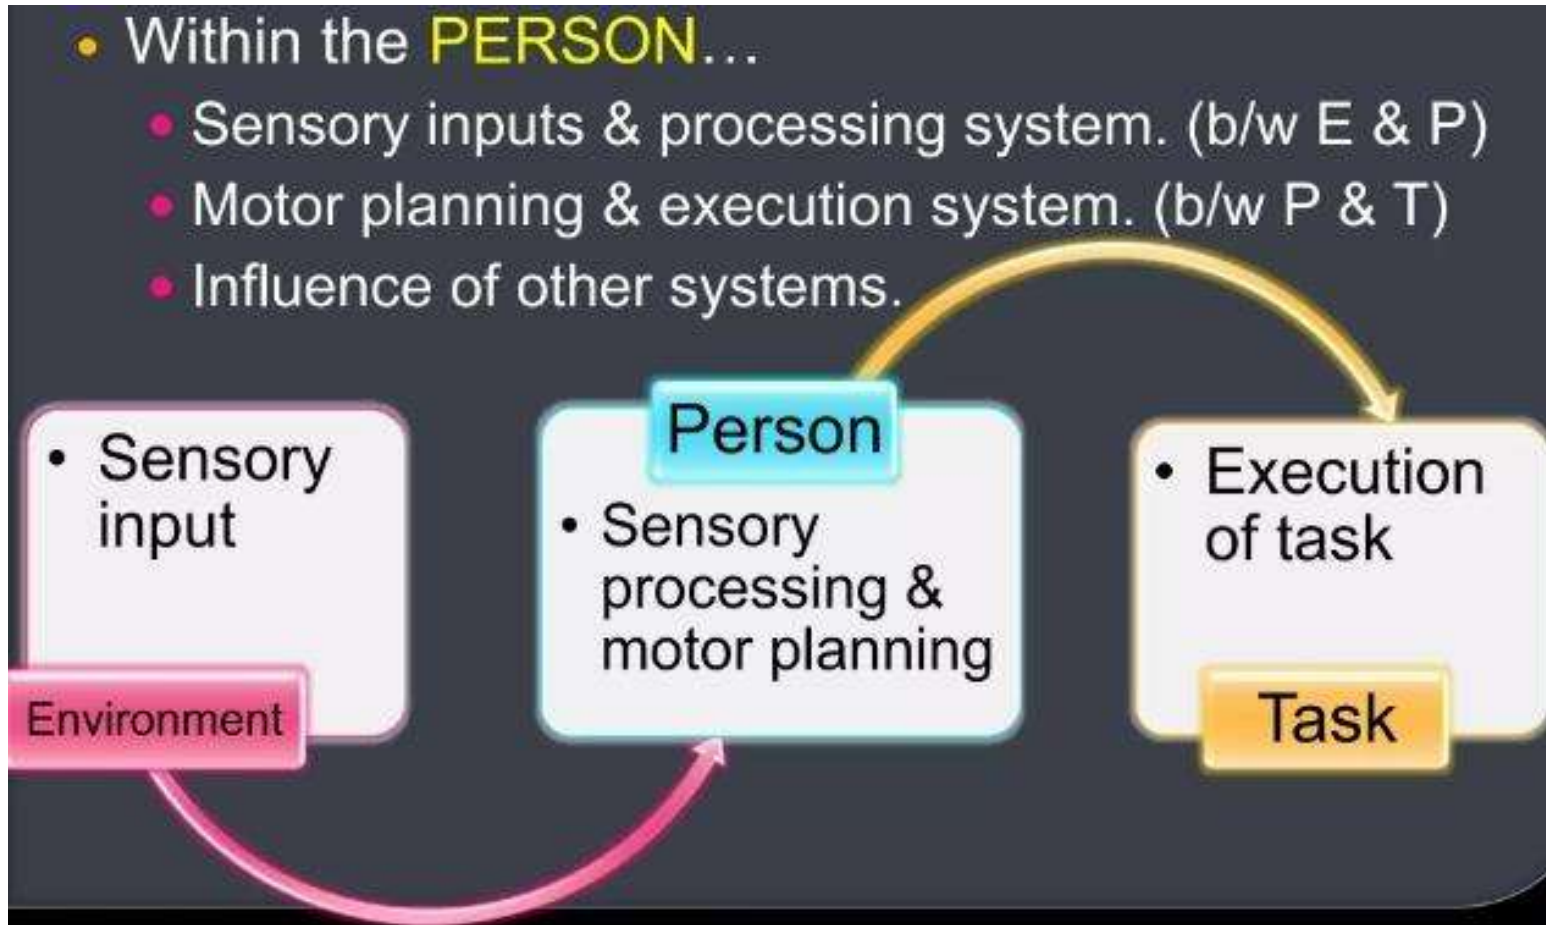 • Within the PERSON…
• Sensory inputs & processing system. (b/w E & P)
• Motor planning & execution system. (b/w P & T)
• Influence of other systems.
• Sensory
input
Environment
Person
• Sensory
processing &
motor planning
• Execution
of task
Task